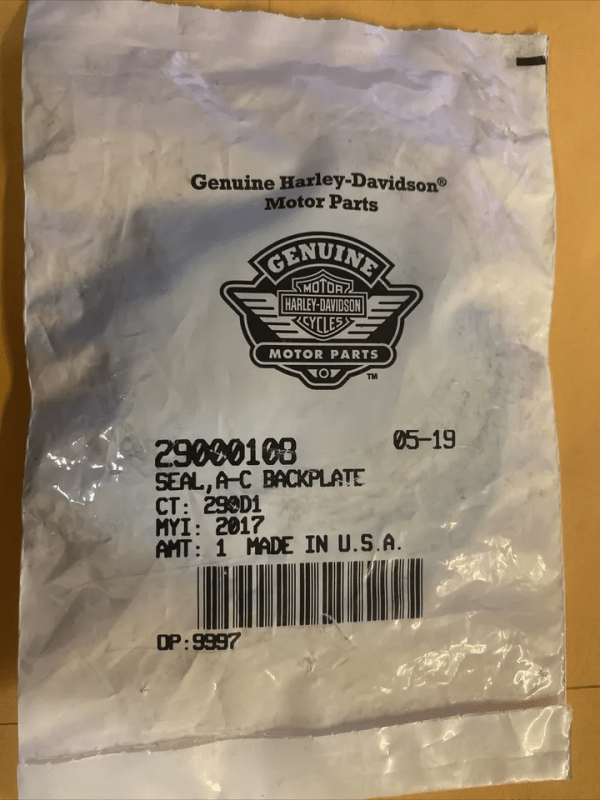 Genuine Harley-Davidson®
Motor Parts
GENUINE
MOTOR
HARLEY-DAVIDSON
CYCLES
MOTOR PARTS
TM
29000108
05-19
SEAL,A-C BACKPLATE
CT: 290D1
MYI: 2017
AMT: 1 MADE IN U.S.A.
OP:9997